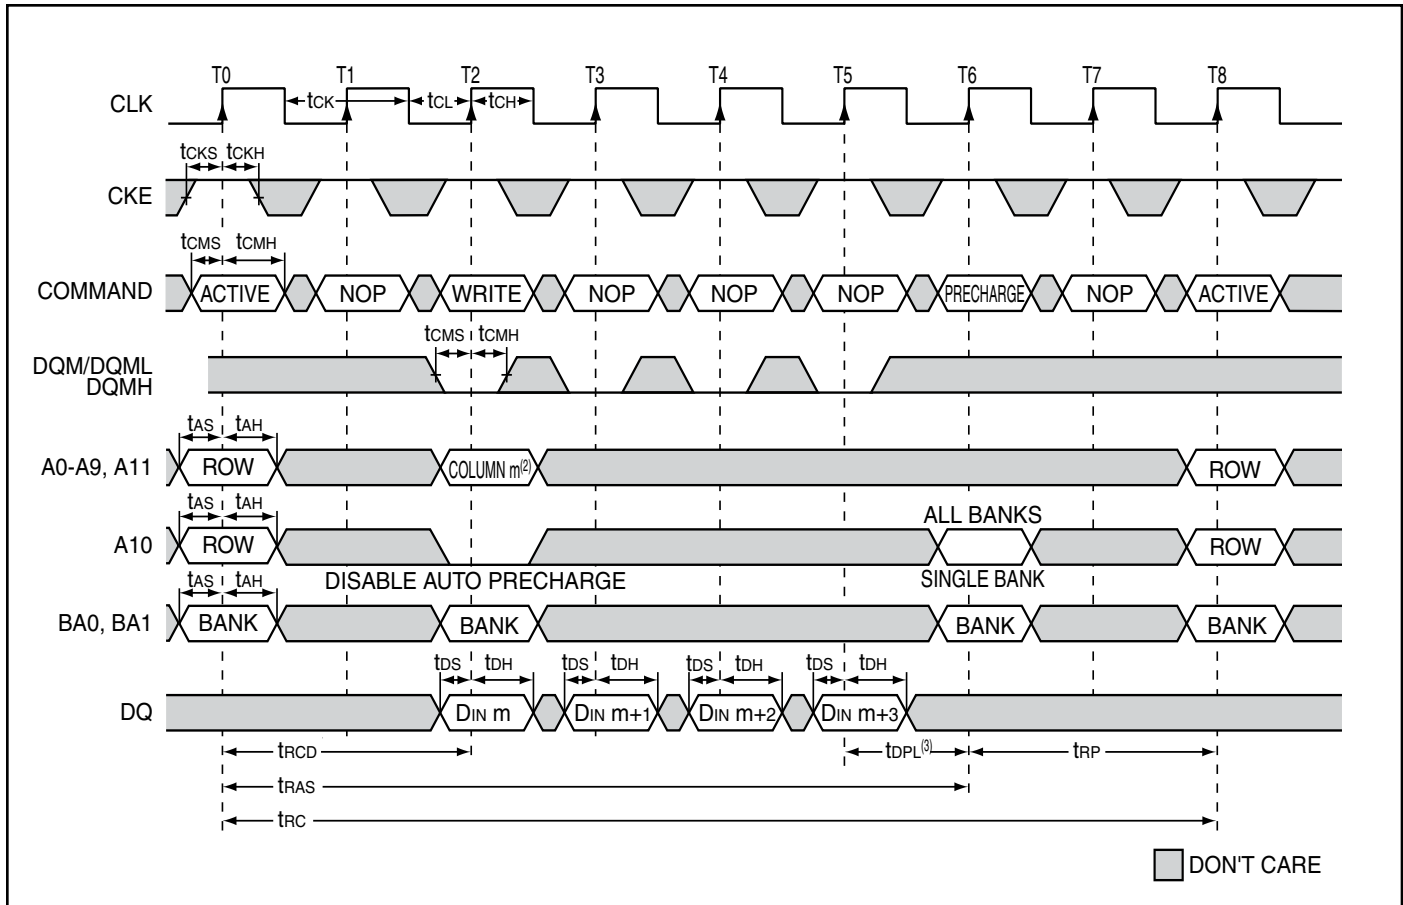 T0 T1 T2 T3 T4 T5 T6 T7 T8
CLK tCK tCL tCH
tCKS tCKH
CKE
tCMS tCMH
COMMAND ACTIVE NOP WRITE NOP NOP NOP PRECHARGE NOP ACTIVE
tCMS tCMH
DQM/DQML
DQMH
tAS tAH
A0-A9, A11 ROW COLUMN m(2) ROW
tAS tAH
ALL BANKS
A10 ROW ROW
DISABLE AUTO PRECHARGE SINGLE BANK
tAS tAH
BA0, BA1 BANK BANK BANK BANK
tDS tDH tDS tDH tDS tDH tDS tDH
DQ DIN m DIN m+1 DIN m+2 DIN m+3
tRCD tDPL(3) tRP
tRAS
tRC
DON'T CARE